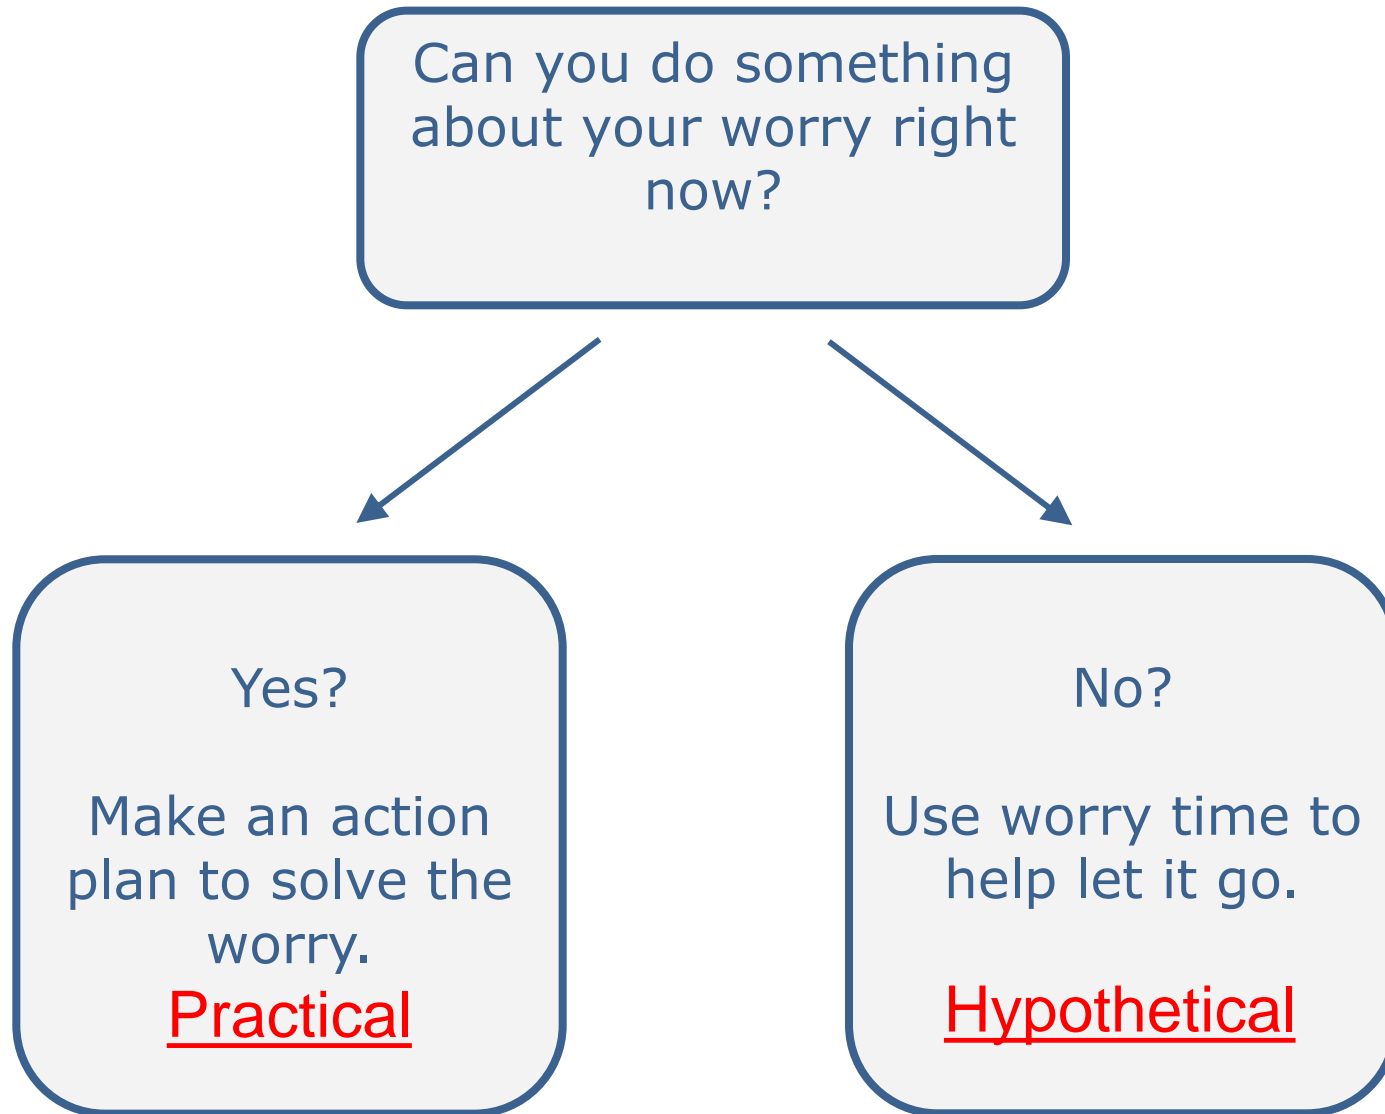 Can you do something
about your worry right
now?
Yes?
Make an action
plan to solve the
worry.
Practical
No?
Use worry time to
help let it go.
Hypothetical